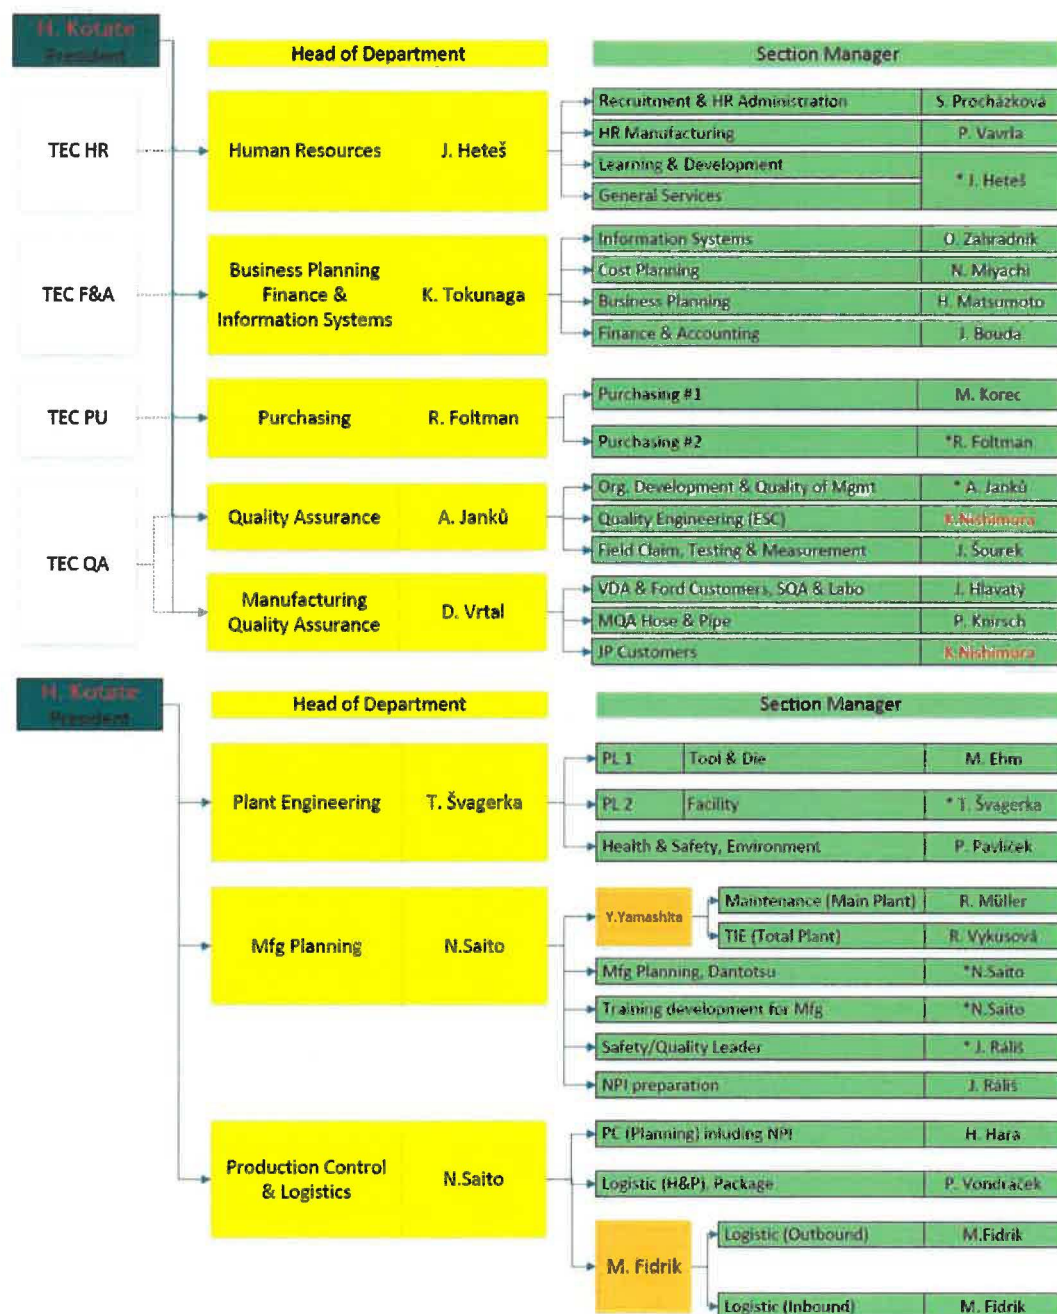 H. Kotate
President
Head of Department
Section Manager
TEC HR
Human Resources
J. Heteš
Recruitment & HR Administration
S. Procházková
HR Manufacturing
P. Vavrla
Learning & Development
General Services
* J. Heteš
TEC F&A
Business Planning
Finance &
Information Systems
K. Tokunaga
Information Systems
O. Zahradník
Cost Planning
N. Miyachi
Business Planning
H. Matsumoto
Finance & Accounting
J. Bouda
TEC PU
Purchasing
R. Foltman
Purchasing #1
M. Korec
Purchasing #2
*R. Foltman
TEC QA
Quality Assurance
A. Janků
Org. Development & Quality of Mgmt
* A. Janků
Quality Engineering (ESC)
K.Nishimura
Field Claim, Testing & Measurement
J. Šourek
Manufacturing
Quality Assurance
D. Vrtal
VDA & Ford Customers, SQA & Labo
J. Hlavatý
MQA Hose & Pipe
P. Knirsch
JP Customers
K.Nishimura
H. Kotate
President
Head of Department
Section Manager
Plant Engineering
T. Švagerka
PL 1
Tool & Die
M. Ehm
PL 2
Facility
* T. Švagerka
Health & Safety, Environment
P. Pavlíček
Mfg Planning
N.Saito
Y.Yamashita
Maintenance (Main Plant)
R. Müller
TIE (Total Plant)
R. Vykusová
Mfg Planning, Dantotsu
*N.Saito
Training development for Mfg
*N.Saito
Safety/Quality Leader
* J. Ráliš
NPI preparation
J. Ráliš
Production Control
& Logistics
N.Saito
PC (Planning) inluding NPI
H. Hara
Logistic (H&P), Package
P. Vondráček
M. Fidrik
Logistic (Outbound)
M.Fidrik
Logistic (Inbound)
M. Fidrik